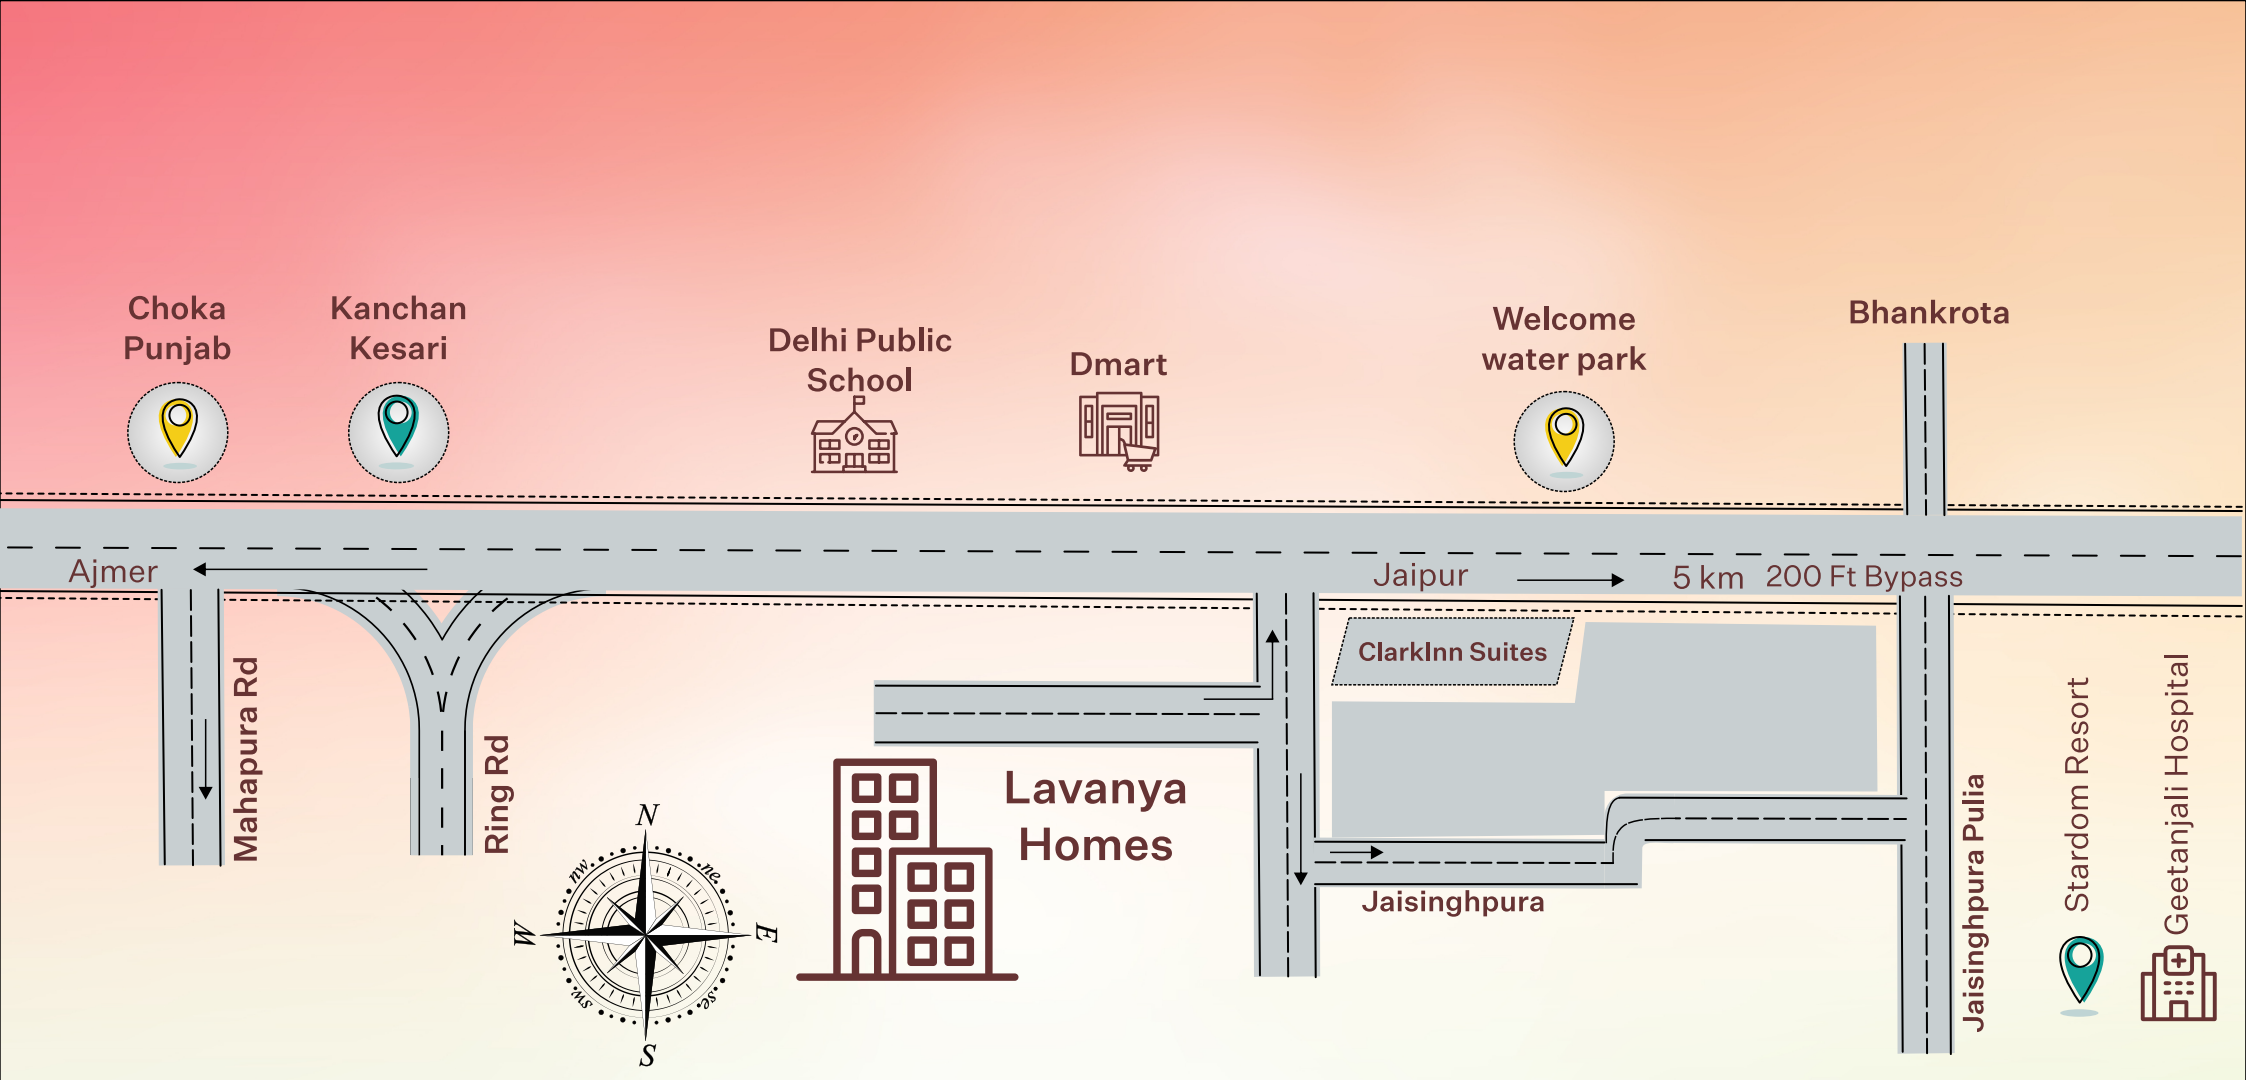 Choka
Punjab
Kanchan
Kesari
Delhi Public
School
Dmart
Welcome
water park
Bhankrota
Ajmer
Jaipur
5 km
200 Ft Bypass
Mahapura Rd
Ring Rd
ClarkInn Suites
Lavanya
Homes
Jaisinghpura
Jaisinghpura Pulia
Stardom Resort
Geetanjali Hospital
N
ne
E
se
S
sw
W
nw